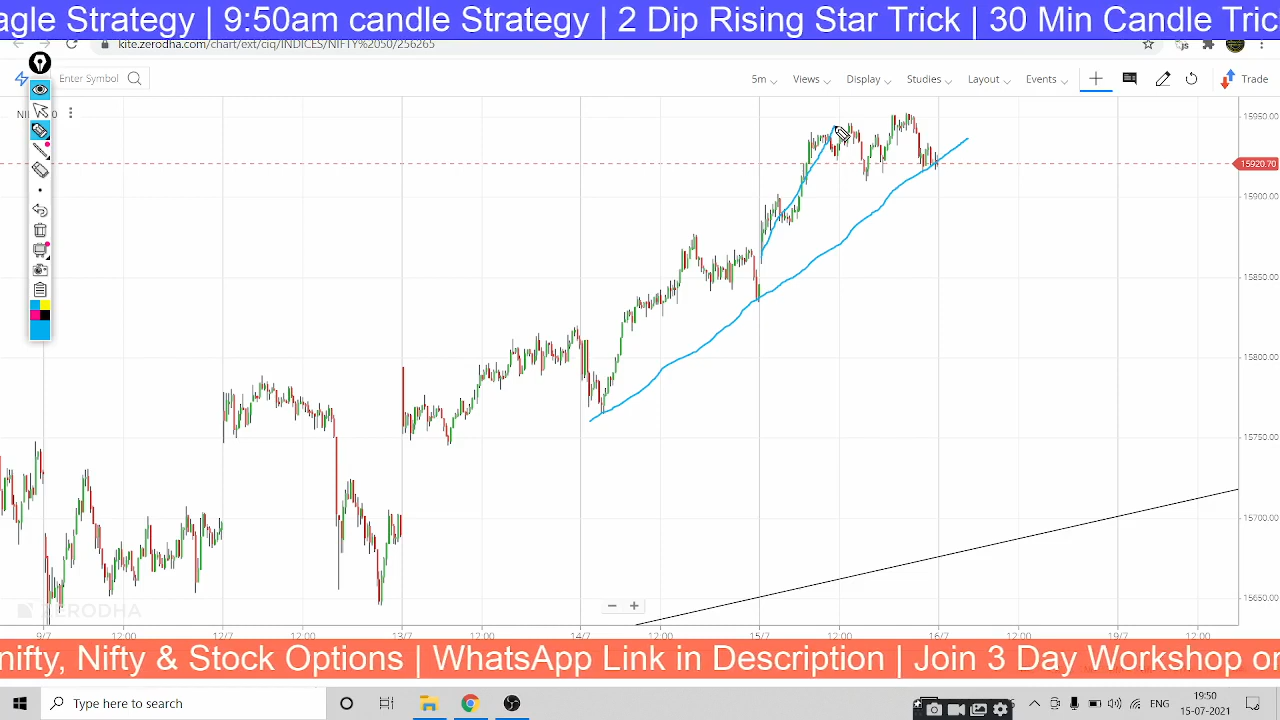 agle Strategy | 9:50am candle Strategy | 2 Dip Rising Star Trick | 30 Min Candle Tric
kite.zerodha.com/chart/ext/ciq/INDICES/NIFTY%2050/256265
Enter Symbol
5m Views Display Studies Layout Events Trade
15950.00
15920.70
15900.00
15850.00
15800.00
15750.00
15700.00
15650.00
ZERODHA
9/7 12:00 12/7 12:00 13/7 12:00 14/7 12:00 15/7 12:00 16/7 12:00 19/7 12:00
nifty, Nifty & Stock Options | WhatsApp Link in Description | Join 3 Day Workshop or
Type here to search
ENG
19:50
15-07-2021